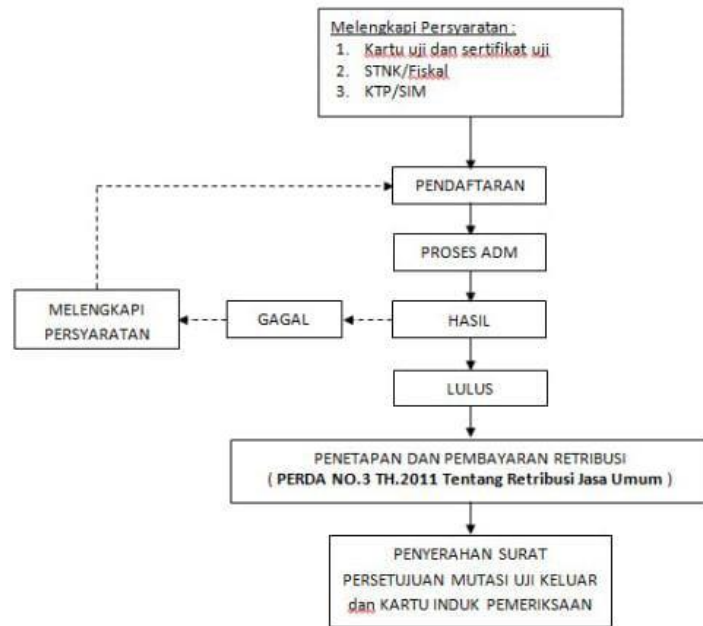 Melengkapi Persyaratan :
1. Kartu uji dan sertifikat uji
2. STNK/Fiskal
3. KTP/SIM
PENDAFTARAN
PROSES ADM
MELENGKAPI
PERSYARATAN
GAGAL
HASIL
LULUS
PENETAPAN DAN PEMBAYARAN RETRIBUSI
( PERDA NO.3 TH.2011 Tentang Retribusi Jasa Umum )
PENYERAHAN SURAT
PERSETUJUAN MUTASI UJI KELUAR
dan KARTU INDUK PEMERIKSAAN